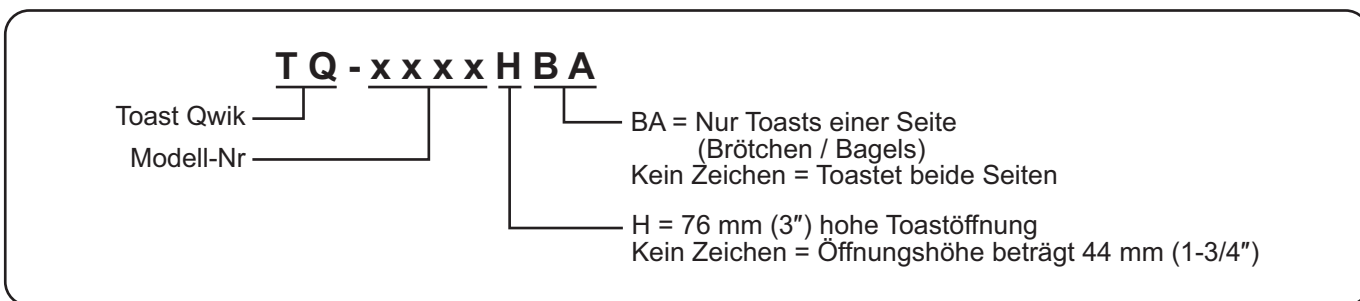 T Q - x x x x H B A
Toast Qwik
Modell-Nr
BA = Nur Toasts einer Seite
(Brötchen / Bagels)
Kein Zeichen = Toastet beide Seiten
H = 76 mm (3″) hohe Toastöffnung
Kein Zeichen = Öffnungshöhe beträgt 44 mm (1-3/4″)